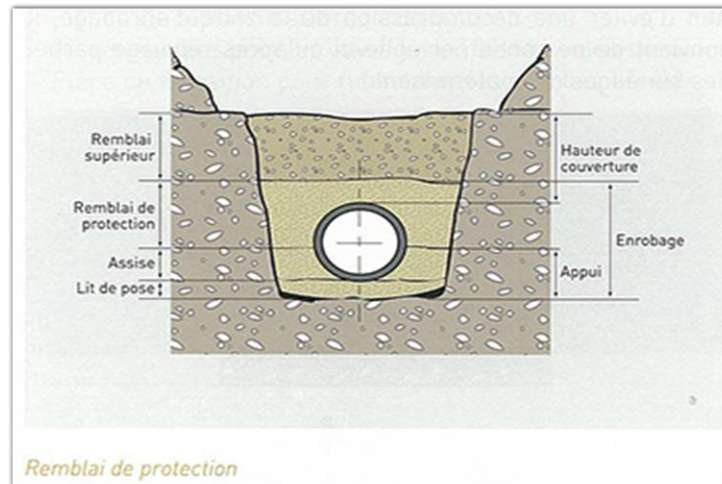 Remblai
supérieur
Remblai de
protection
Assise
Lit de pose
Hauteur de
couverture
Enrobage
Appui
Remblai de protection